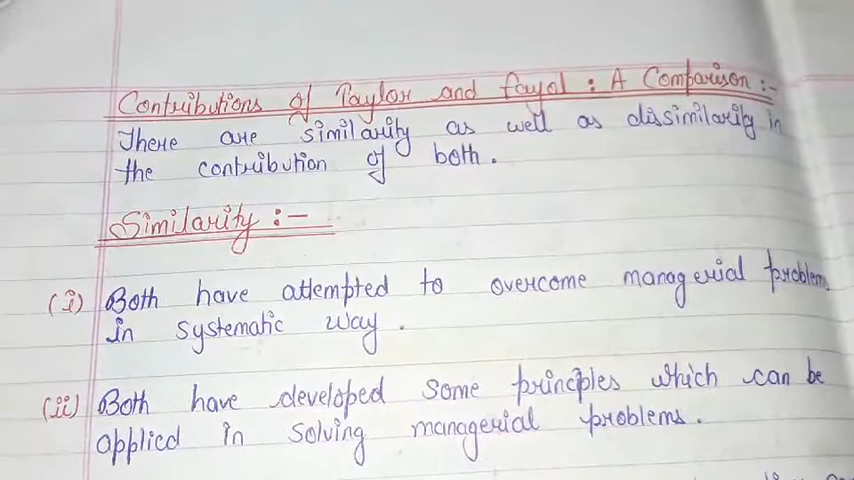 Contributions of Taylor and Fayol : A Comparison :-
There are similarity as well as dissimilarity in
the contribution of both.
Similarity :-
(i) Both have attempted to overcome managerial problems
in systematic way.
(ii) Both have developed some principles which can be
applied in solving managerial problems.